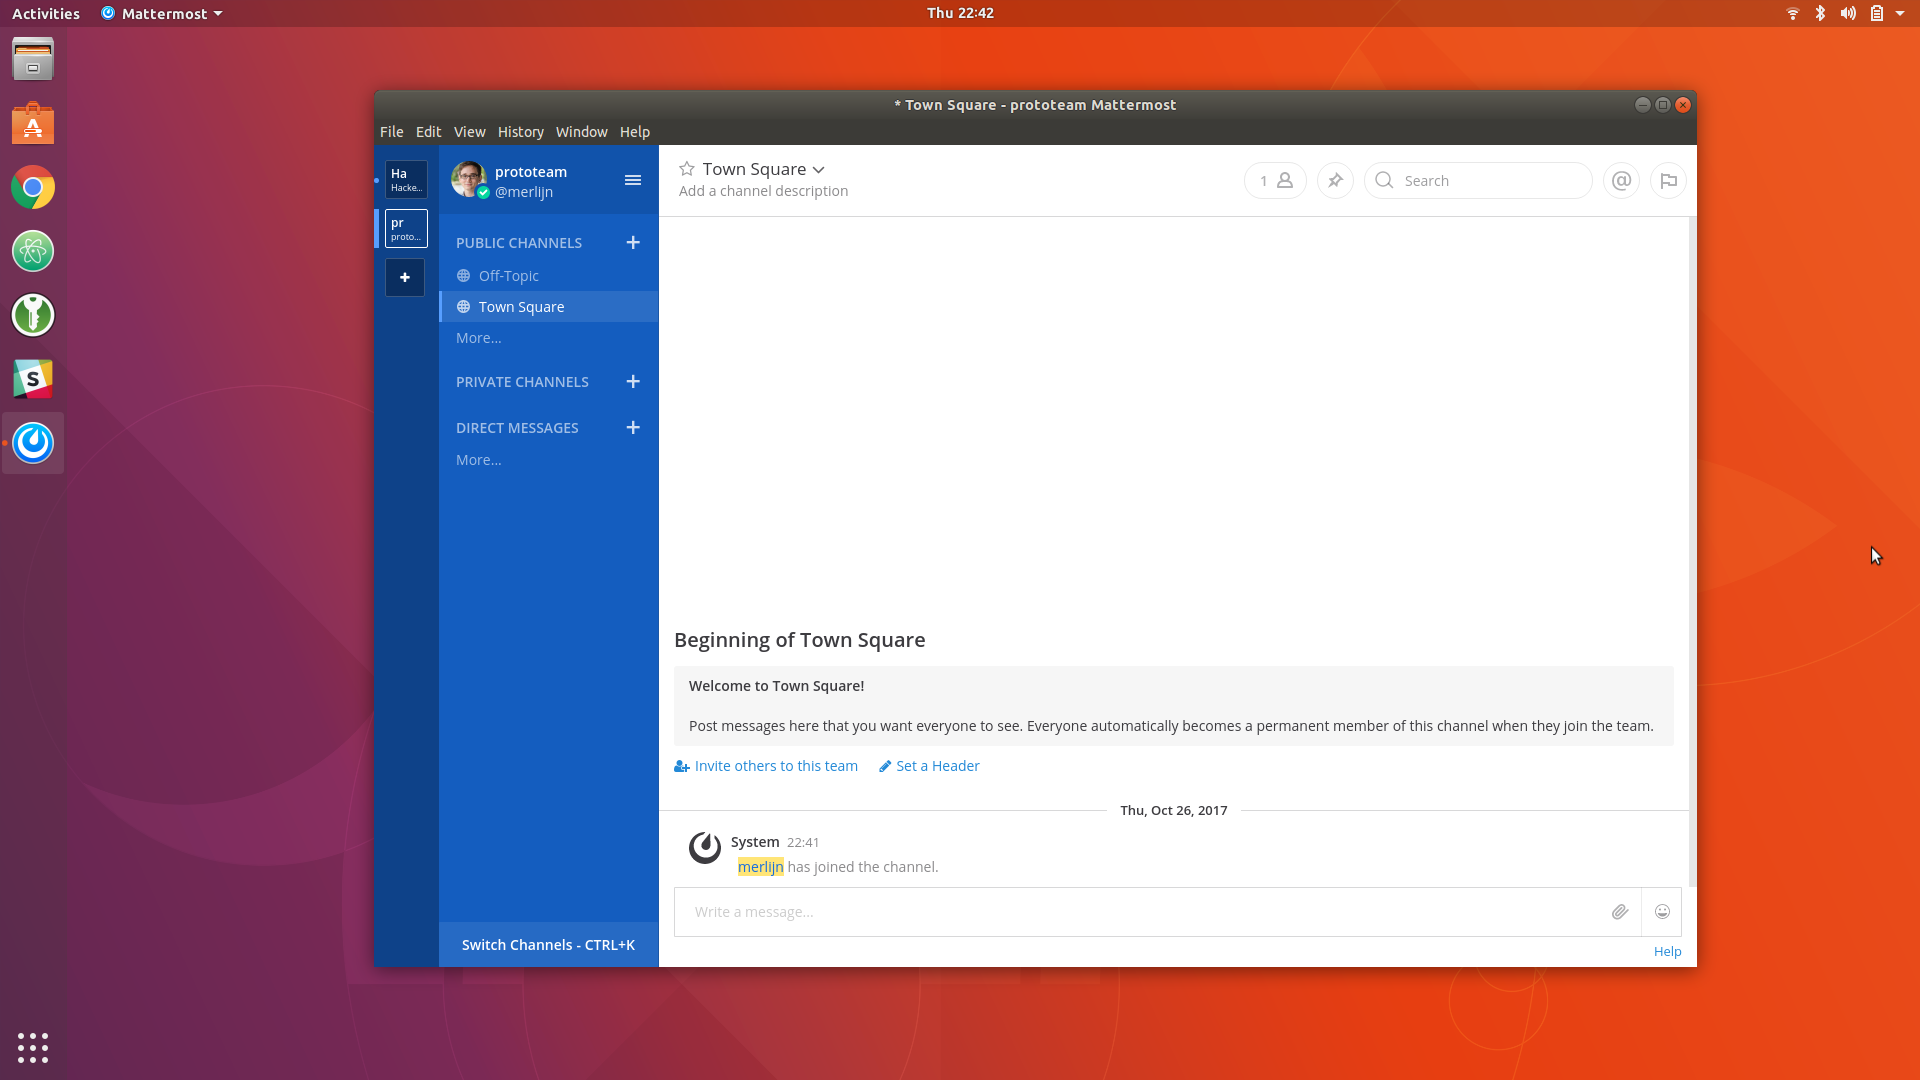 Activities Mattermost Thu 22:42
* Town Square - prototeam Mattermost
File Edit View History Window Help
Ha
Hacke...
pr
proto...
+
prototeam
@merlijn
PUBLIC CHANNELS +
Off-Topic
Town Square
More...
PRIVATE CHANNELS +
DIRECT MESSAGES +
More...
Switch Channels - CTRL+K
Town Square
Add a channel description
1
Search
@
Beginning of Town Square
Welcome to Town Square!
Post messages here that you want everyone to see. Everyone automatically becomes a permanent member of this channel when they join the team.
Invite others to this team Set a Header
Thu, Oct 26, 2017
System 22:41
merlijn has joined the channel.
Write a message...
Help